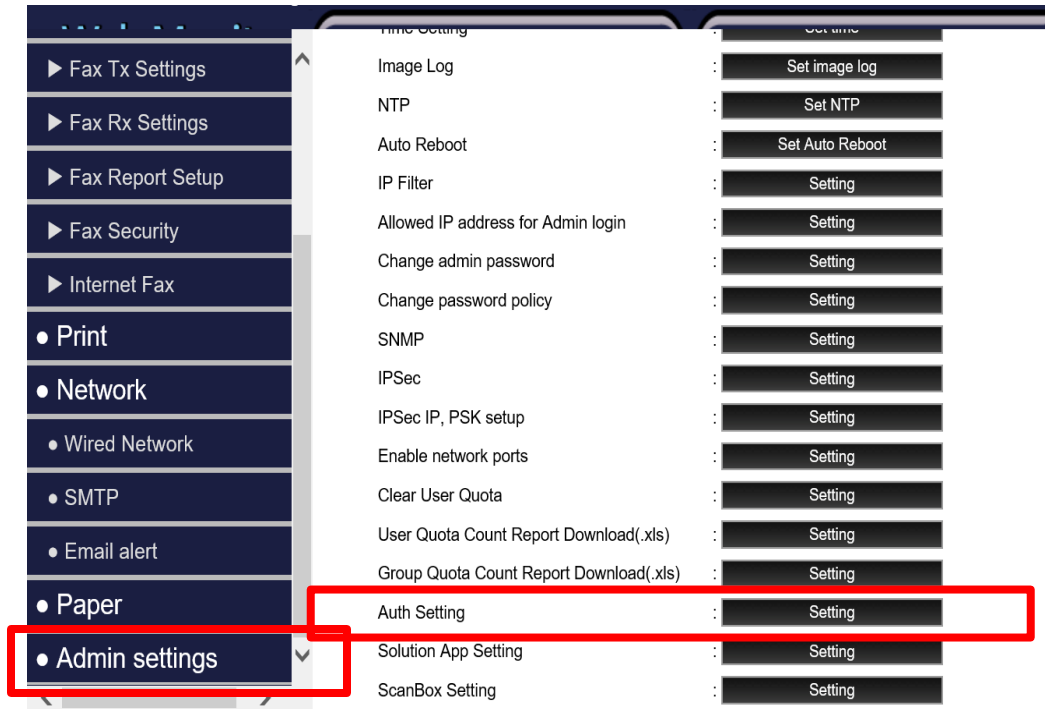 ▶ Fax Tx Settings
▶ Fax Rx Settings
▶ Fax Report Setup
▶ Fax Security
▶ Internet Fax
● Print
● Network
● Wired Network
● SMTP
● Email alert
● Paper
● Admin settings
Time Setting : Set time
Image Log : Set image log
NTP : Set NTP
Auto Reboot : Set Auto Reboot
IP Filter : Setting
Allowed IP address for Admin login : Setting
Change admin password : Setting
Change password policy : Setting
SNMP : Setting
IPSec : Setting
IPSec IP, PSK setup : Setting
Enable network ports : Setting
Clear User Quota : Setting
User Quota Count Report Download(.xls) : Setting
Group Quota Count Report Download(.xls) : Setting
Auth Setting : Setting
Solution App Setting : Setting
ScanBox Setting : Setting